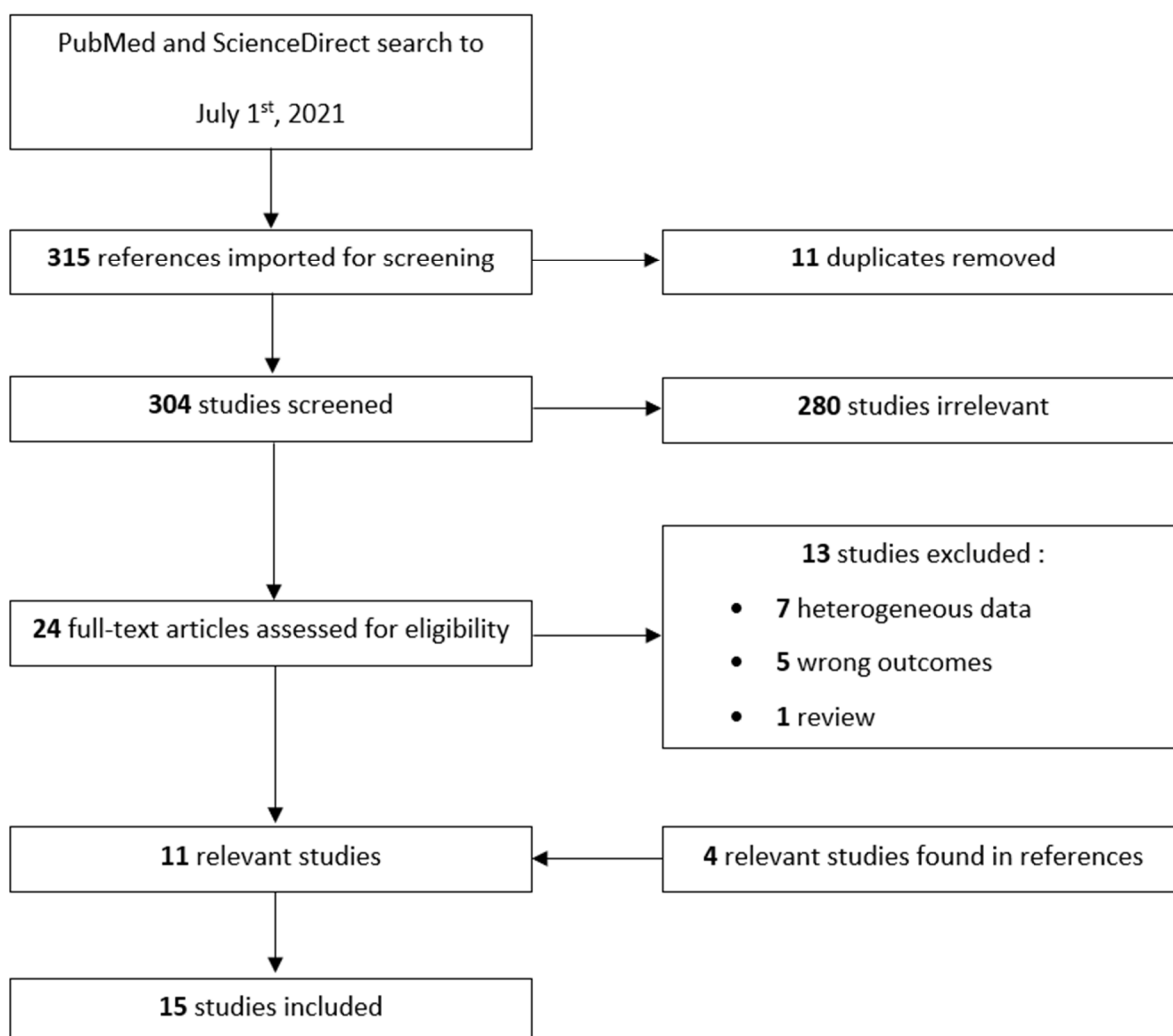 PubMed and ScienceDirect search to
July 1st, 2021
315 references imported for screening
11 duplicates removed
304 studies screened
280 studies irrelevant
24 full-text articles assessed for eligibility
13 studies excluded :
• 7 heterogeneous data
• 5 wrong outcomes
• 1 review
11 relevant studies
4 relevant studies found in references
15 studies included